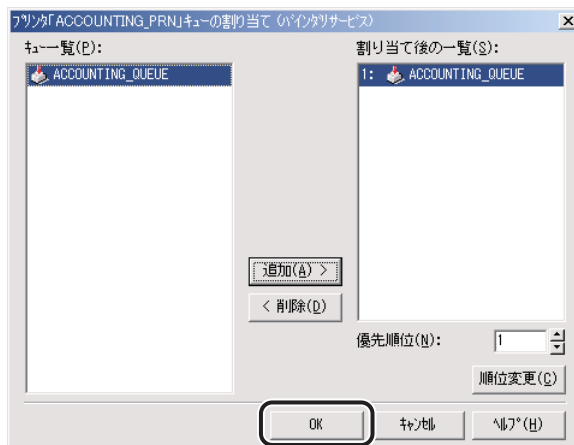 ﾌﾟﾘﾝﾀ｢ACCOUNTING_PRN｣ｷｭｰの割り当て (ﾊﾞｲﾝﾀﾞﾘｻｰﾋﾞｽ)
ｷｭｰ一覧(P):
ACCOUNTING_QUEUE
割り当て後の一覧(S):
1: ACCOUNTING_QUEUE
追加(A) >
< 削除(D)
優先順位(N):
1
順位変更(C)
OK
ｷｬﾝｾﾙ
ﾍﾙﾌﾟ(H)